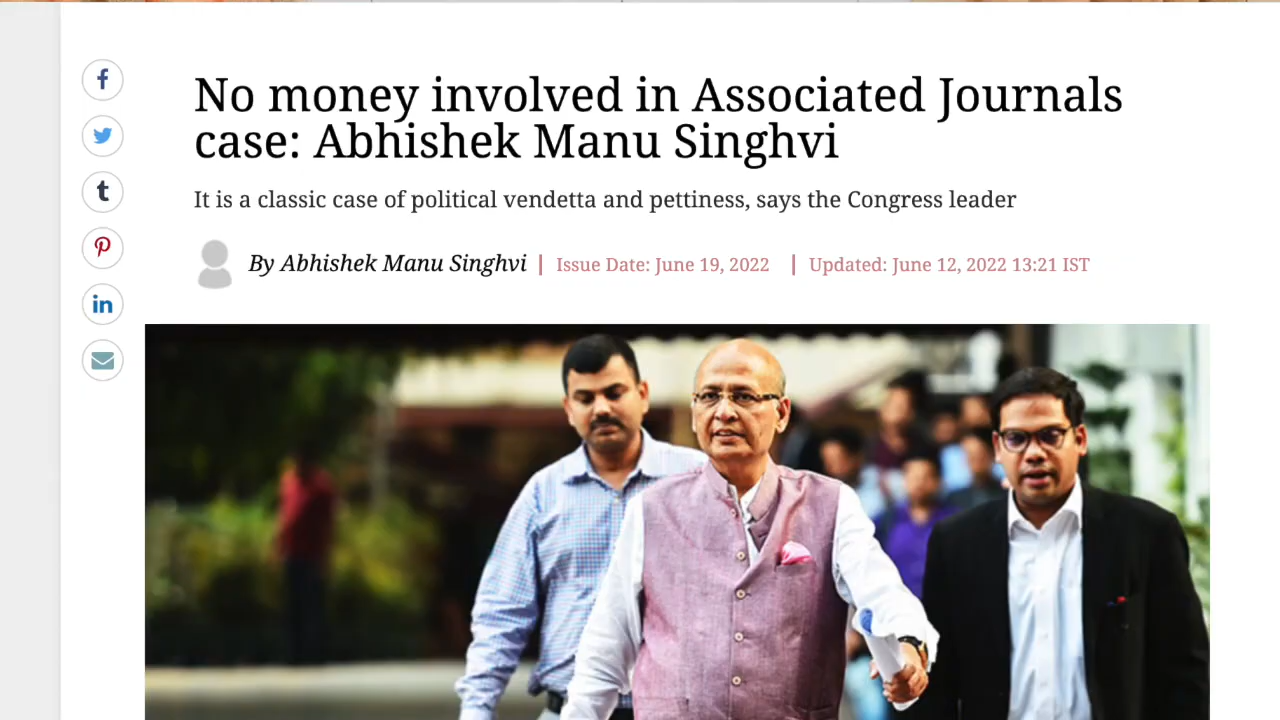 No money involved in Associated Journals
case: Abhishek Manu Singhvi
It is a classic case of political vendetta and pettiness, says the Congress leader
By Abhishek Manu Singhvi | Issue Date: June 19, 2022 | Updated: June 12, 2022 13:21 IST